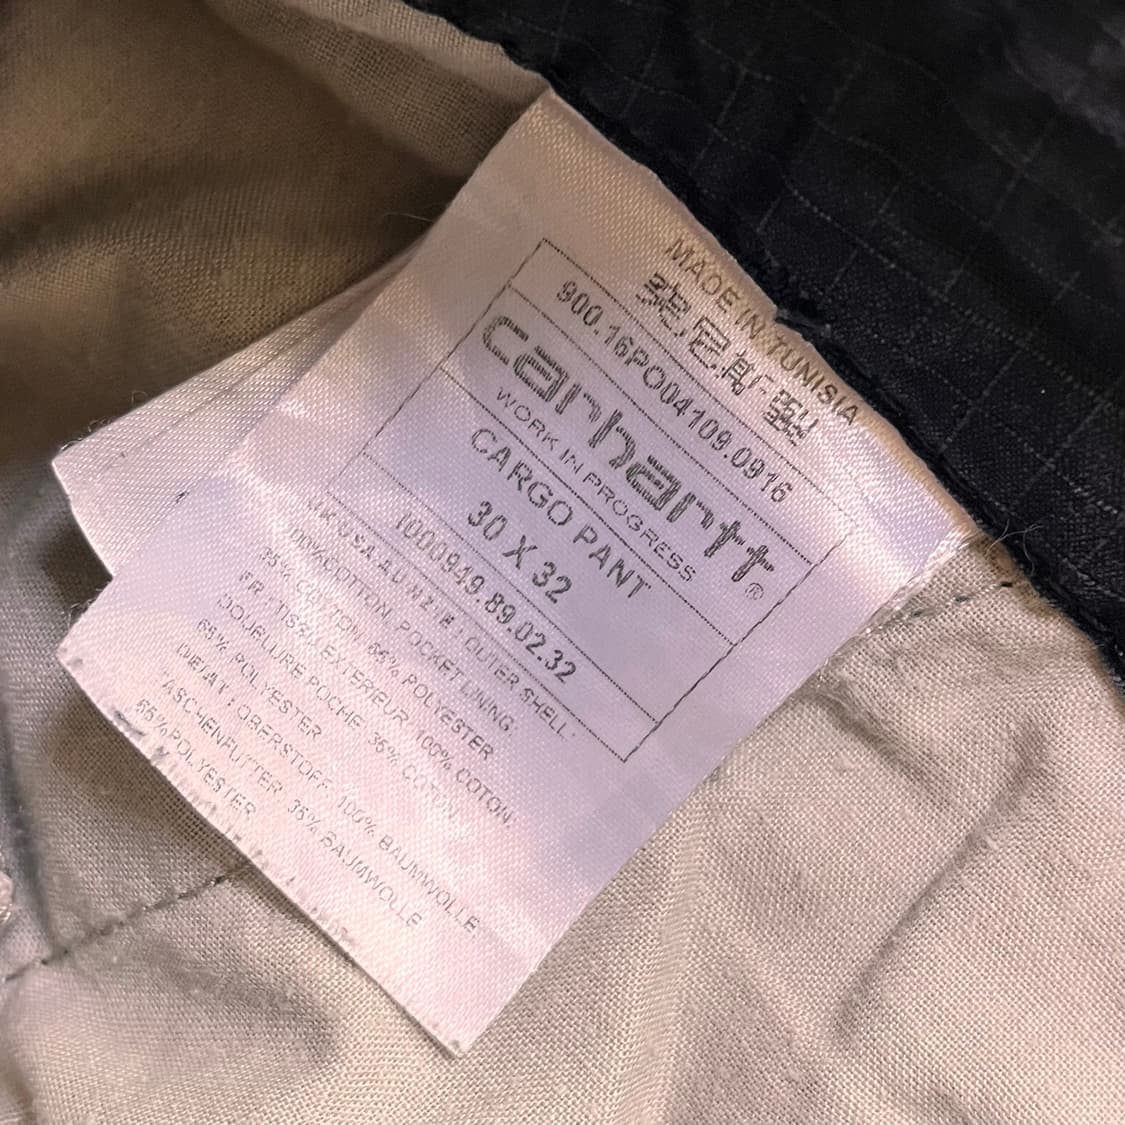 MADE IN TUNISIA
900.16PO04109.0916
carhartt®
WORK IN PROGRESS
CARGO PANT
30 X 32
I000949.89.02.32
UK/USA/AU/NZ/IE OUTER SHELL:
100%COTTON, POCKET LINING:
35% COTTON, 65% POLYESTER
FR TISSU EXTERIEUR 100% COTON;
DOUBLURE POCHE 35% COTON,
65% POLYESTER
DE/AT OBERSTOFF 100% BAUMWOLLE
TASCHENFUTTER 35% BAUMWOLLE
65%POLYESTER